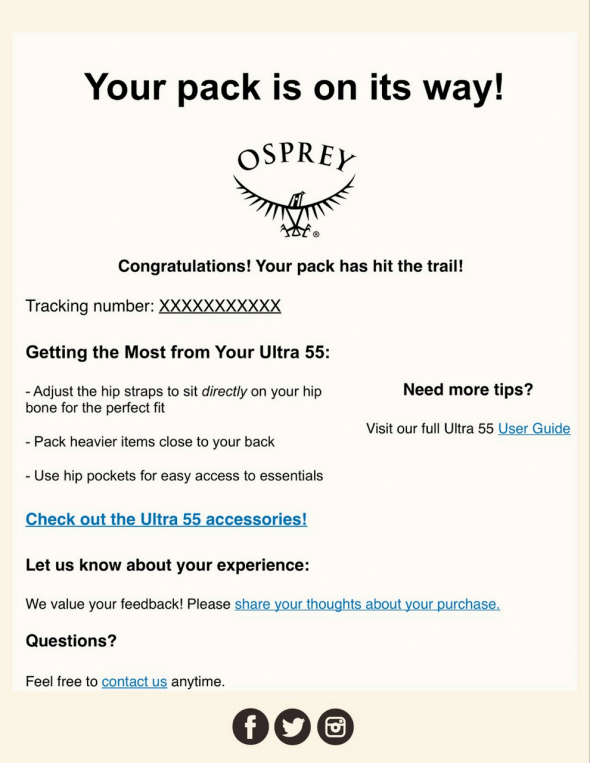 Your pack is on its way!
OSPREY
®
Congratulations! Your pack has hit the trail!
Tracking number: XXXXXXXXXXX
Getting the Most from Your Ultra 55:
- Adjust the hip straps to sit directly on your hip
bone for the perfect fit
- Pack heavier items close to your back
- Use hip pockets for easy access to essentials
Need more tips?
Visit our full Ultra 55 User Guide
Check out the Ultra 55 accessories!
Let us know about your experience:
We value your feedback! Please share your thoughts about your purchase.
Questions?
Feel free to contact us anytime.